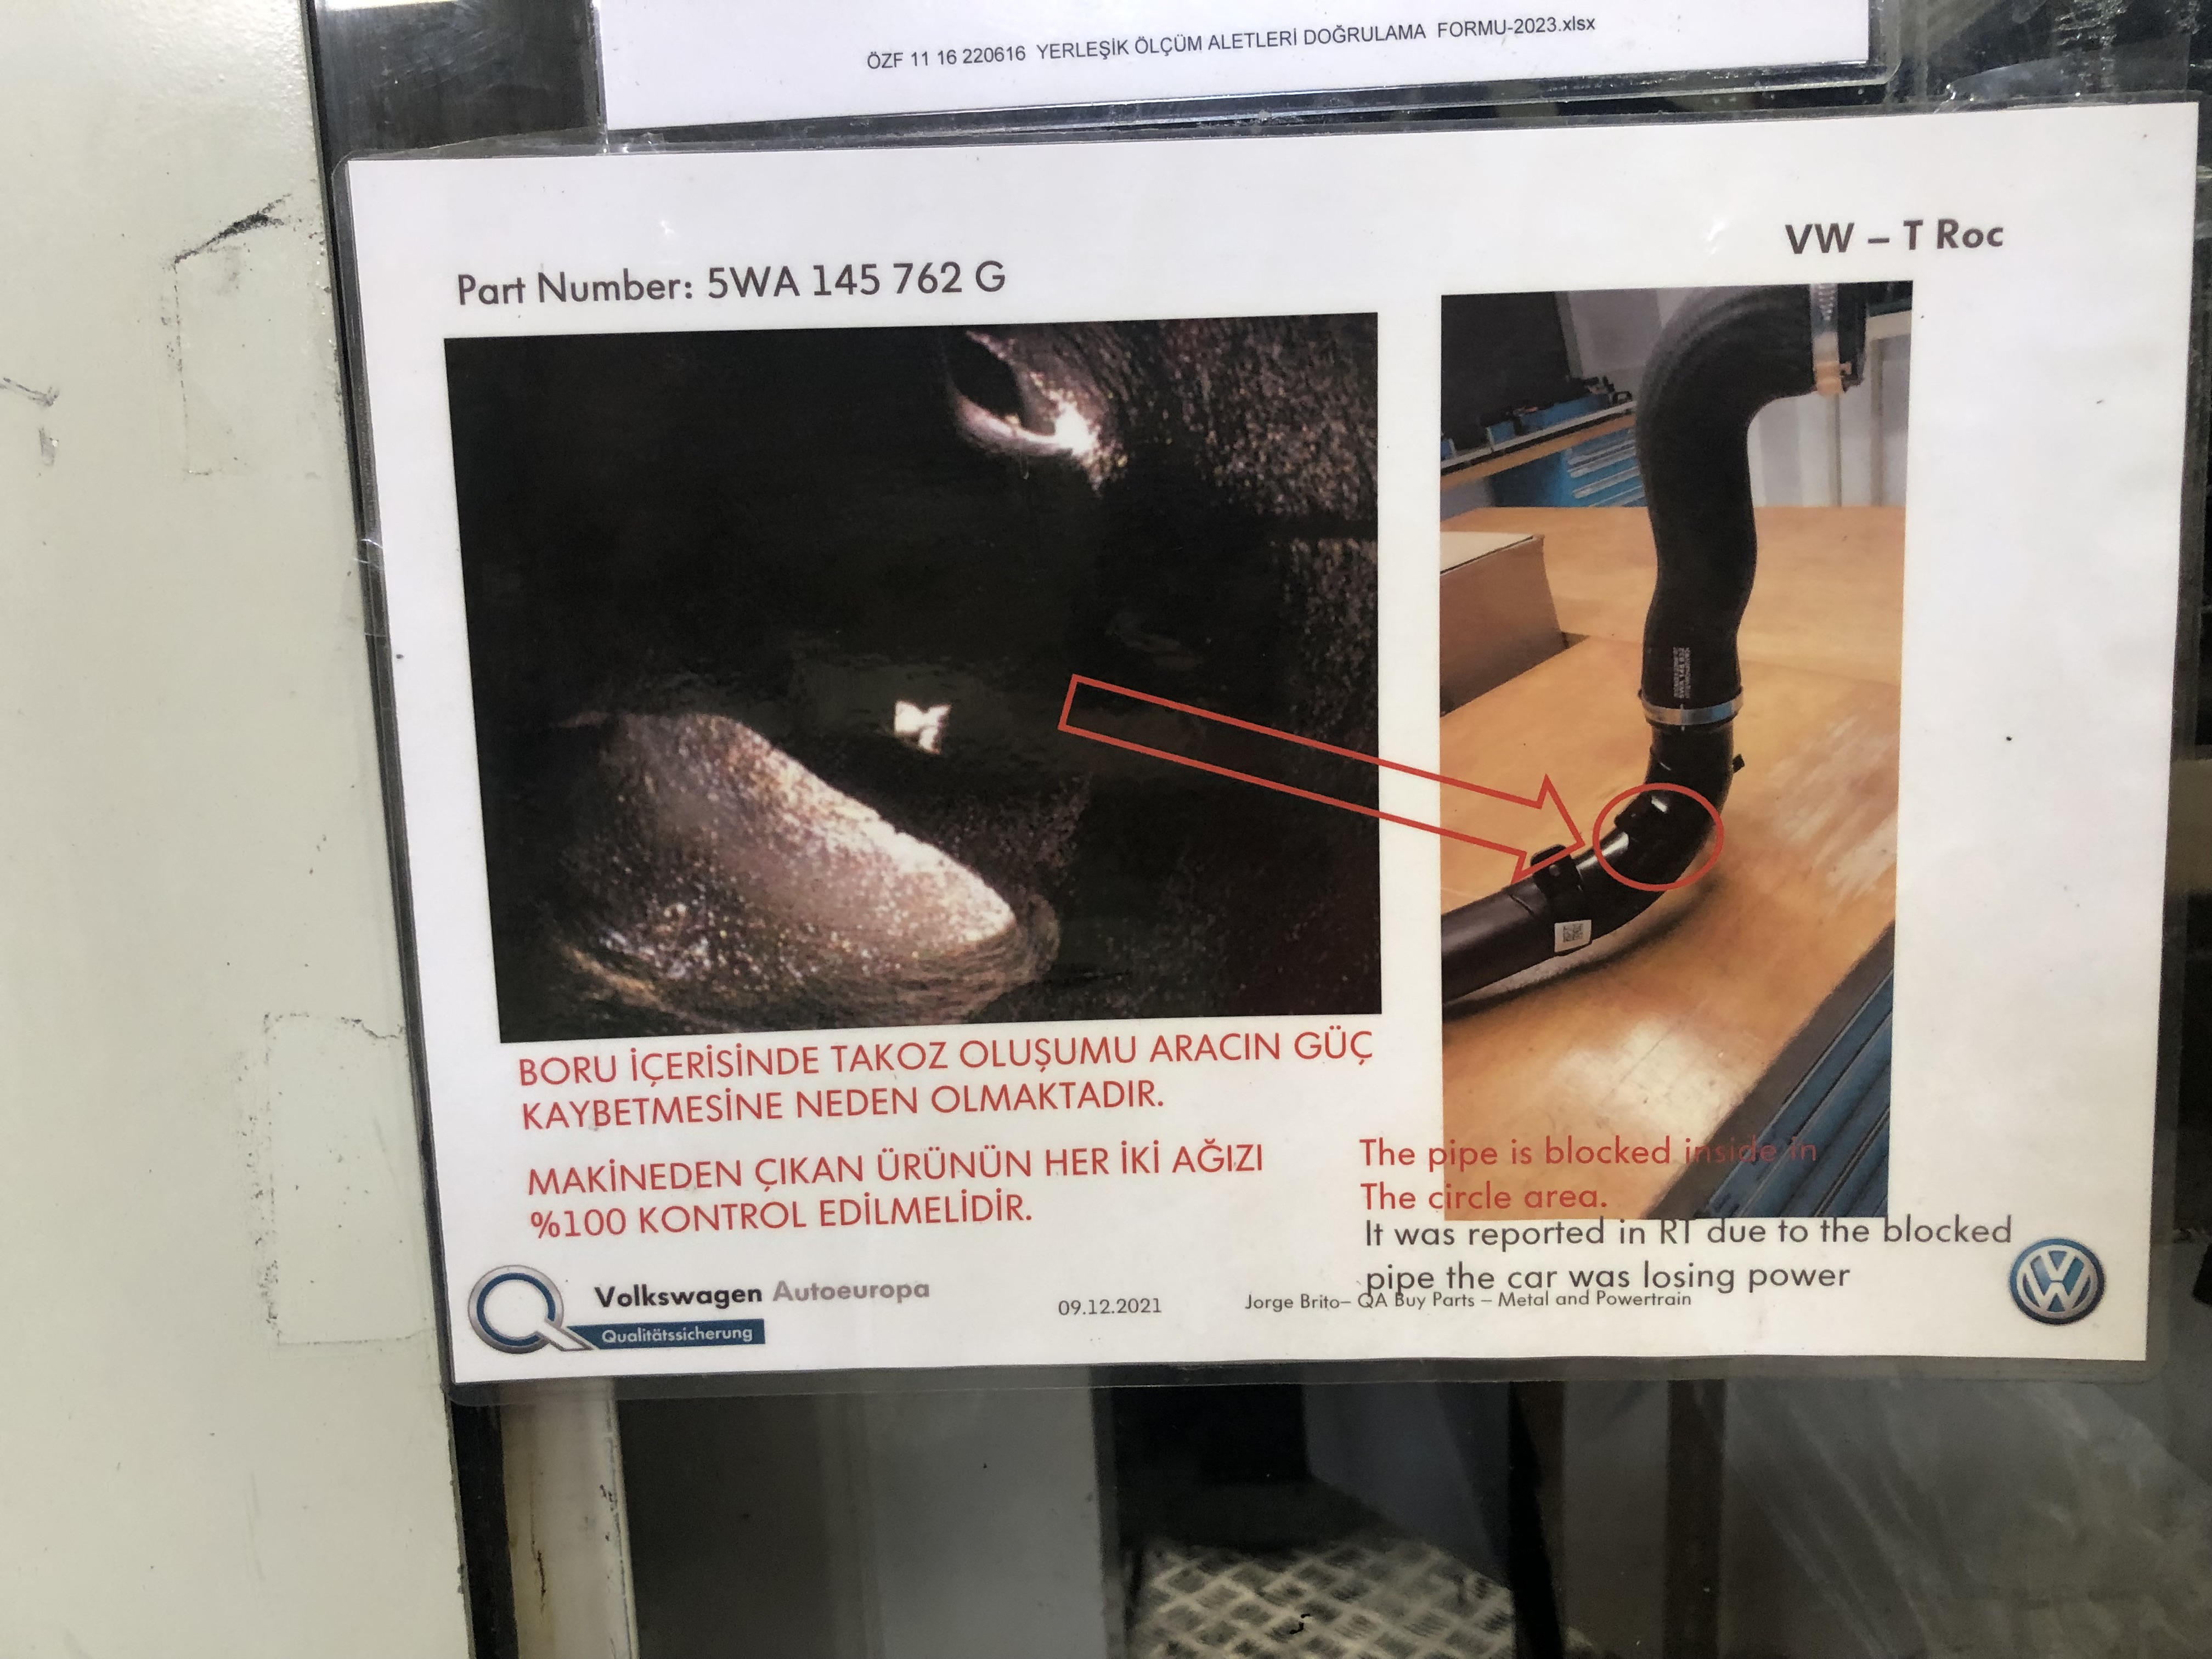 ÖZF 11 16 220616 YERLEŞİK ÖLÇÜM ALETLERİ DOĞRULAMA FORMU-2023.xlsx
VW – T Roc
Part Number: 5WA 145 762 G
BORU İÇERİSİNDE TAKOZ OLUŞUMU ARACIN GÜÇ
KAYBETMESİNE NEDEN OLMAKTADIR.
MAKİNEDEN ÇIKAN ÜRÜNÜN HER İKİ AĞIZI
%100 KONTROL EDİLMELİDİR.
The pipe is blocked inside in
The circle area.
It was reported in RT due to the blocked
pipe the car was losing power
Volkswagen Autoeuropa
Qualitätssicherung
09.12.2021
Jorge Brito– QA Buy Parts – Metal and Powertrain